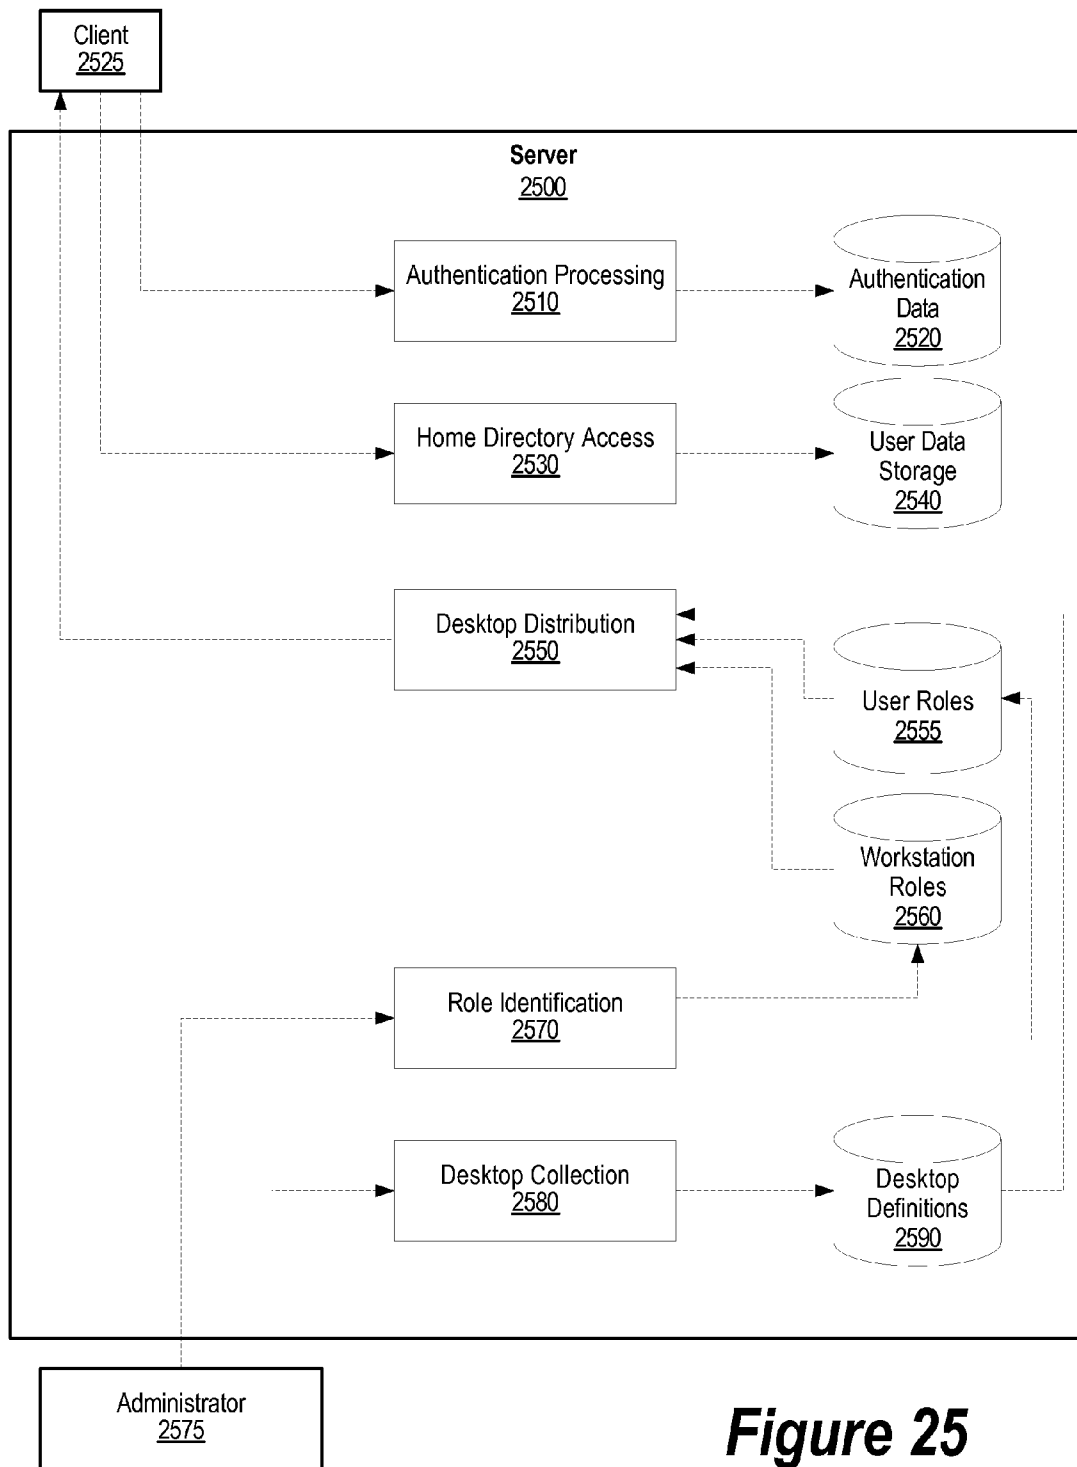 Client
2525
Server
2500
Authentication Processing
2510
Authentication
Data
2520
Home Directory Access
2530
User Data
Storage
2540
Desktop Distribution
2550
User Roles
2555
Workstation
Roles
2560
Role Identification
2570
Desktop Collection
2580
Desktop
Definitions
2590
Administrator
2575
Figure 25